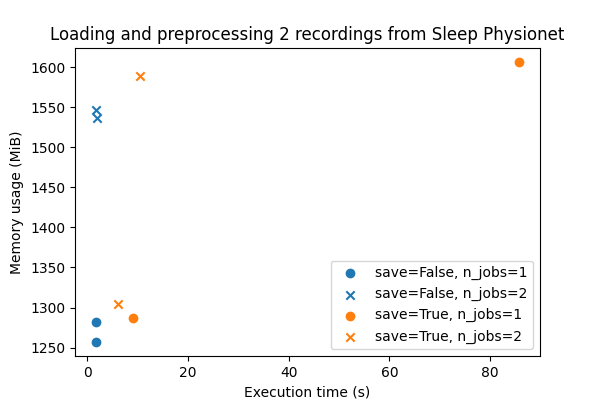 Loading and preprocessing 2 recordings from Sleep Physionet
Memory usage (MiB)
1600
1550
1500
1450
1400
1350
1300
1250
0
20
40
60
80
Execution time (s)
save=False, n_jobs=1
save=False, n_jobs=2
save=True, n_jobs=1
save=True, n_jobs=2